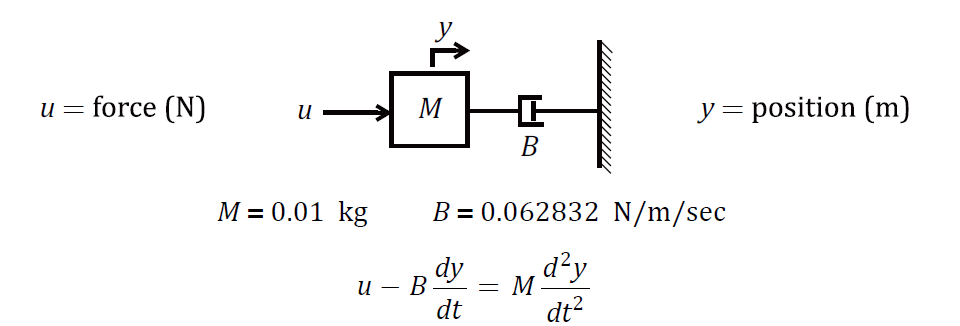 y
u = force (N) u M y = position (m)
B
M = 0.01 kg B = 0.062832 N/m/sec
u − B dy/dt = M d²y/dt²